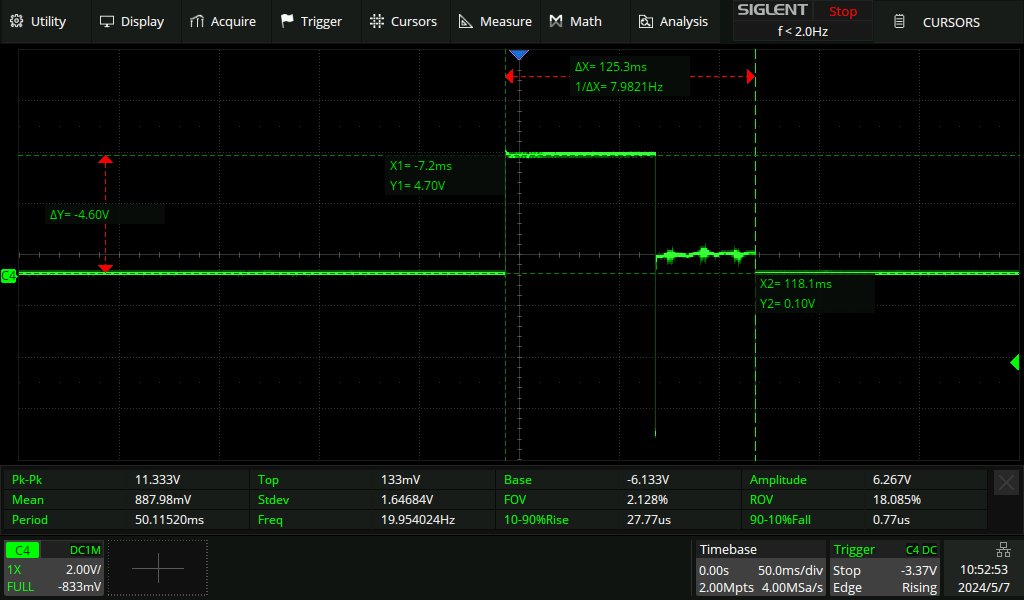 Utility Display Acquire Trigger Cursors Measure Math Analysis SIGLENT Stop CURSORS
f < 2.0Hz
ΔX= 125.3ms
1/ΔX= 7.9821Hz
X1= -7.2ms
Y1= 4.70V
ΔY= -4.60V
C4
X2= 118.1ms
Y2= 0.10V
Pk-Pk 11.333V Top 133mV Base -6.133V Amplitude 6.267V
Mean 887.98mV Stdev 1.64684V FOV 2.128% ROV 18.085%
Period 50.11520ms Freq 19.954024Hz 10-90%Rise 27.77us 90-10%Fall 0.77us
C4 DC1M Timebase Trigger C4 DC
1X 2.00V/ 0.00s 50.0ms/div Stop -3.37V 10:52:53
FULL -833mV 2.00Mpts 4.00MSa/s Edge Rising 2024/5/7